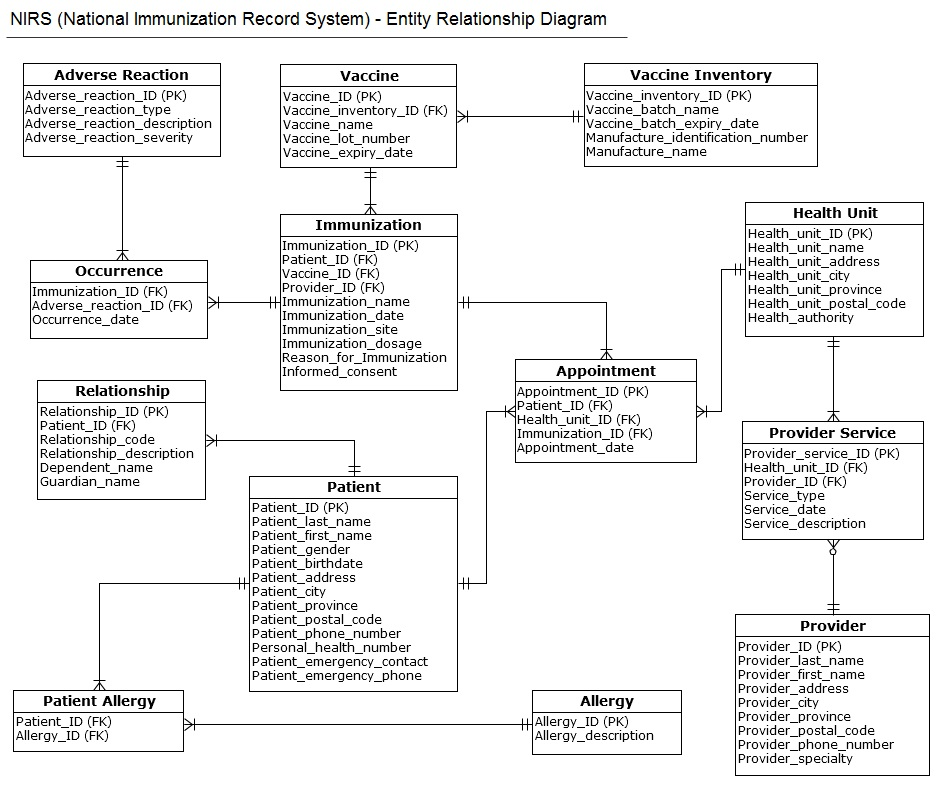 NIRS (National Immunization Record System) - Entity Relationship Diagram
Adverse Reaction
Adverse_reaction_ID (PK)
Adverse_reaction_type
Adverse_reaction_description
Adverse_reaction_severity
Vaccine
Vaccine_ID (PK)
Vaccine_inventory_ID (FK)
Vaccine_name
Vaccine_lot_number
Vaccine_expiry_date
Vaccine Inventory
Vaccine_inventory_ID (PK)
Vaccine_batch_name
Vaccine_batch_expiry_date
Manufacture_identification_number
Manufacture_name
Occurrence
Immunization_ID (FK)
Adverse_reaction_ID (FK)
Occurrence_date
Immunization
Immunization_ID (PK)
Patient_ID (FK)
Vaccine_ID (FK)
Provider_ID (FK)
Immunization_name
Immunization_date
Immunization_site
Immunization_dosage
Reason_for_Immunization
Informed_consent
Health Unit
Health_unit_ID (PK)
Health_unit_name
Health_unit_address
Health_unit_city
Health_unit_province
Health_unit_postal_code
Health_authority
Relationship
Relationship_ID (PK)
Patient_ID (FK)
Relationship_code
Relationship_description
Dependent_name
Guardian_name
Appointment
Appointment_ID (PK)
Patient_ID (FK)
Health_unit_ID (FK)
Immunization_ID (FK)
Appointment_date
Provider Service
Provider_service_ID (PK)
Health_unit_ID (FK)
Provider_ID (FK)
Service_type
Service_date
Service_description
Patient
Patient_ID (PK)
Patient_last_name
Patient_first_name
Patient_gender
Patient_birthdate
Patient_address
Patient_city
Patient_province
Patient_postal_code
Patient_phone_number
Personal_health_number
Patient_emergency_contact
Patient_emergency_phone
Provider
Provider_ID (PK)
Provider_last_name
Provider_first_name
Provider_address
Provider_city
Provider_province
Provider_postal_code
Provider_phone_number
Provider_specialty
Patient Allergy
Patient_ID (FK)
Allergy_ID (FK)
Allergy
Allergy_ID (PK)
Allergy_description